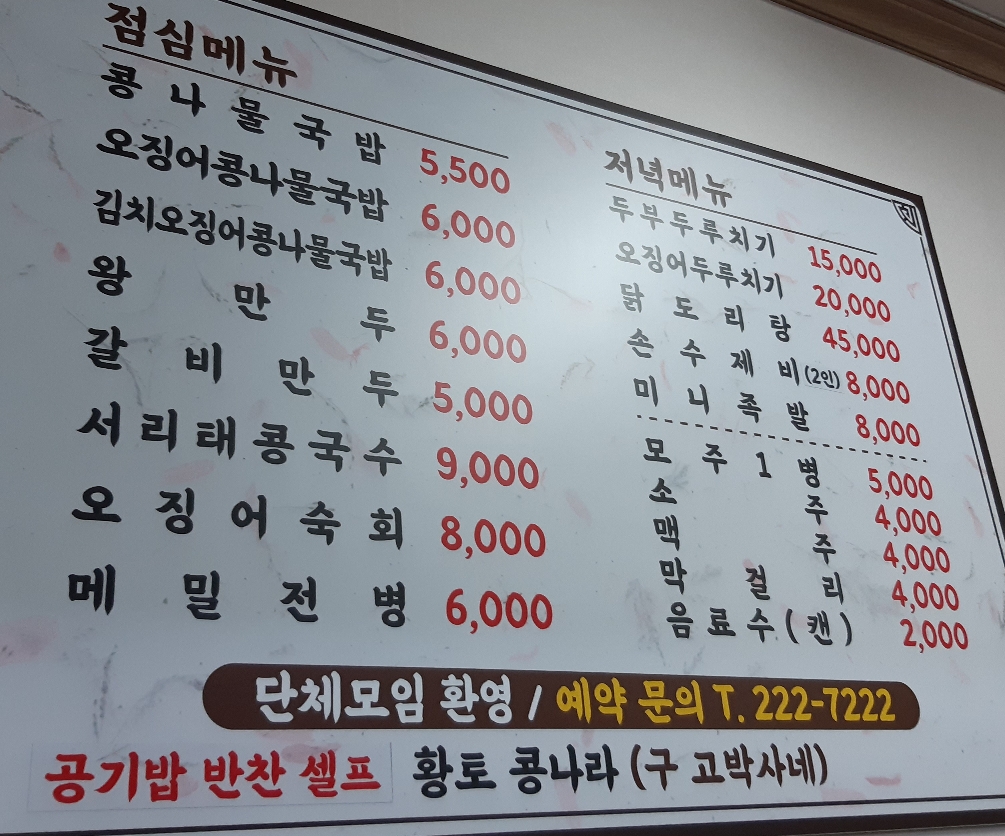 점심메뉴
콩나물국밥 5,500
오징어콩나물국밥 6,000
김치오징어콩나물국밥 6,000
왕만두 6,000
갈비만두 5,000
서리태콩국수 9,000
오징어숙회 8,000
메밀전병 6,000
저녁메뉴
두부두루치기 15,000
오징어두루치기 20,000
닭도리탕 45,000
손수제비(2인) 8,000
미니족발 8,000
모주1병 5,000
소주 4,000
맥주 4,000
막걸리 4,000
음료수(캔) 2,000
단체모임 환영 / 예약 문의 T. 222-7222
공기밥 반찬 셀프 황토 콩나라 (구 고박사네)